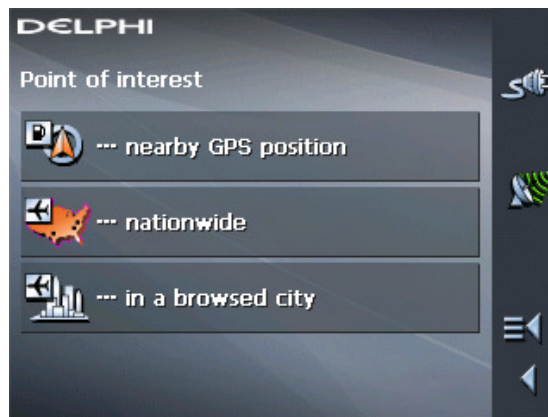 DELPHI
Point of interest
... nearby GPS position
... nationwide
... in a browsed city